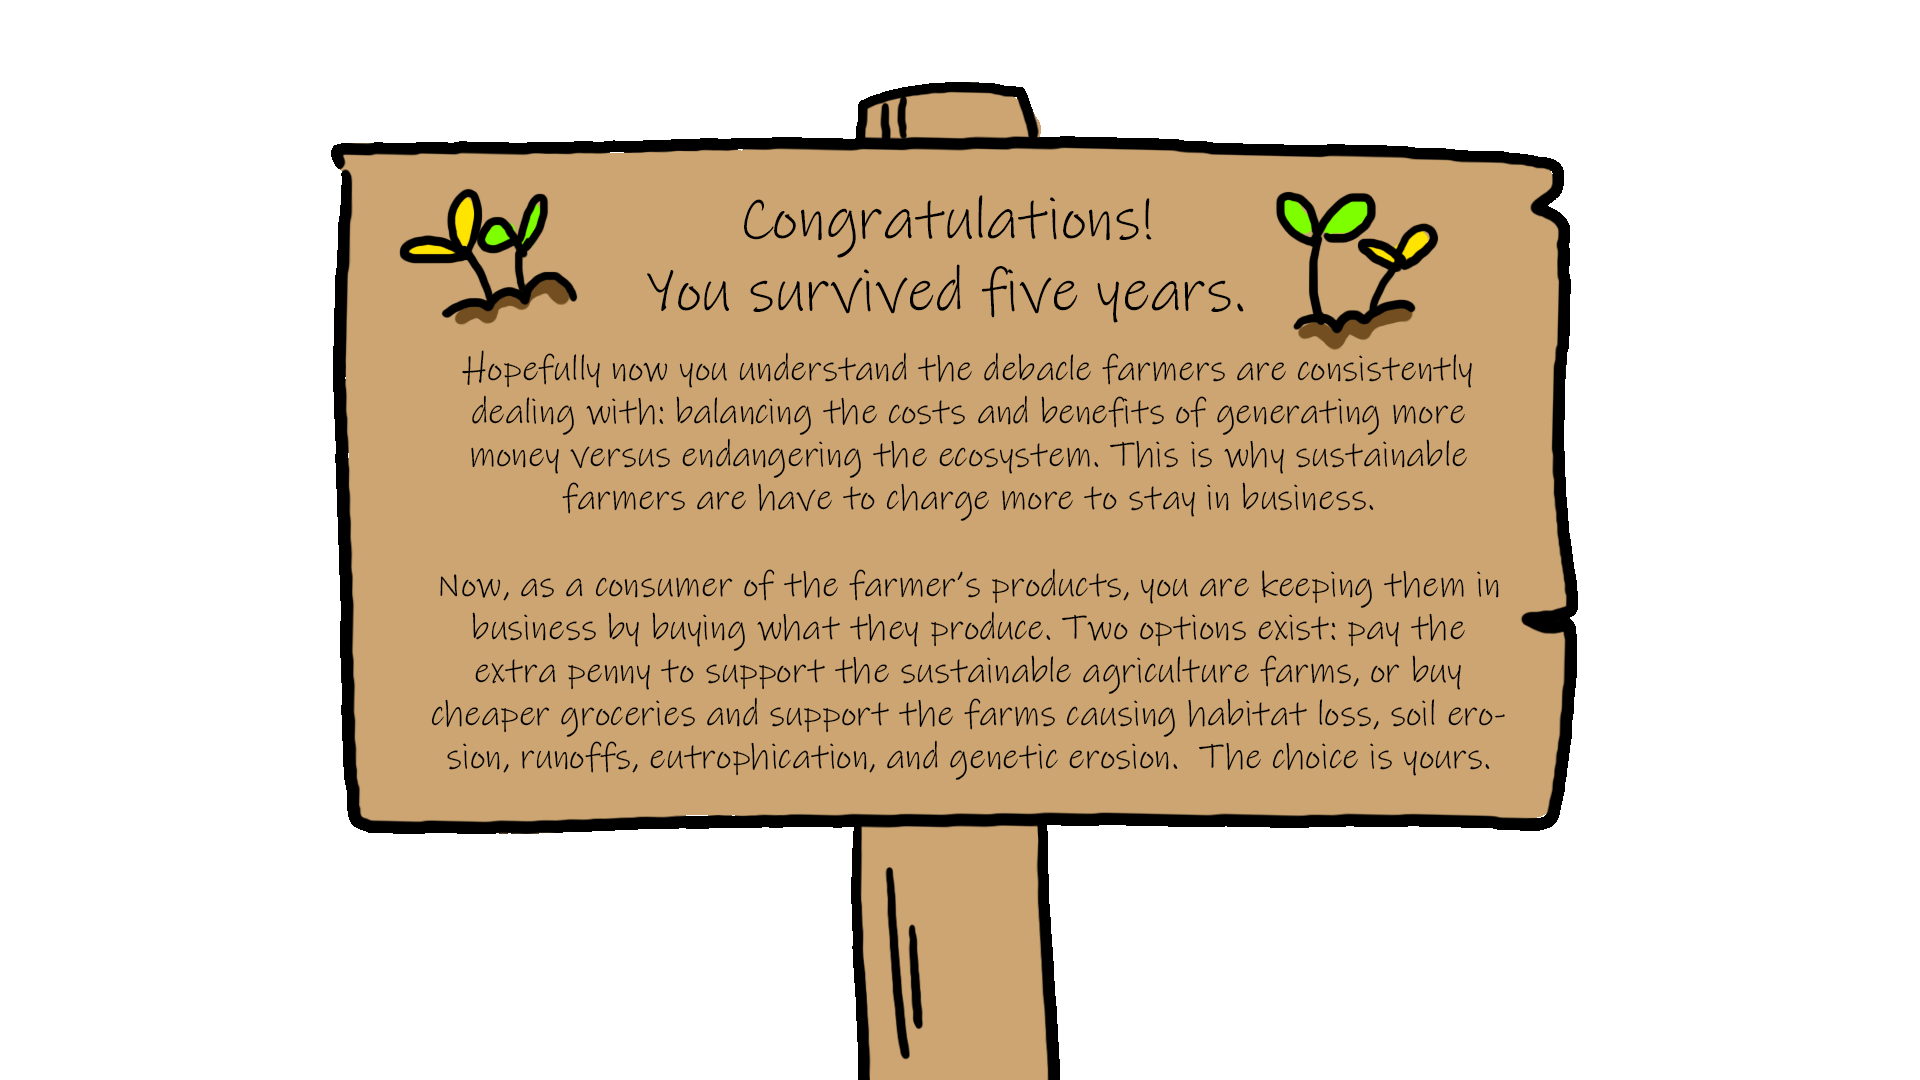 Congratulations!
You survived five years.
Hopefully now you understand the debacle farmers are consistently
dealing with: balancing the costs and benefits of generating more
money versus endangering the ecosystem. This is why sustainable
farmers are have to charge more to stay in business.
Now, as a consumer of the farmer's products, you are keeping them in
business by buying what they produce. Two options exist: pay the
extra penny to support the sustainable agriculture farms, or buy
cheaper groceries and support the farms causing habitat loss, soil ero-
sion, runoffs, eutrophication, and genetic erosion.  The choice is yours.